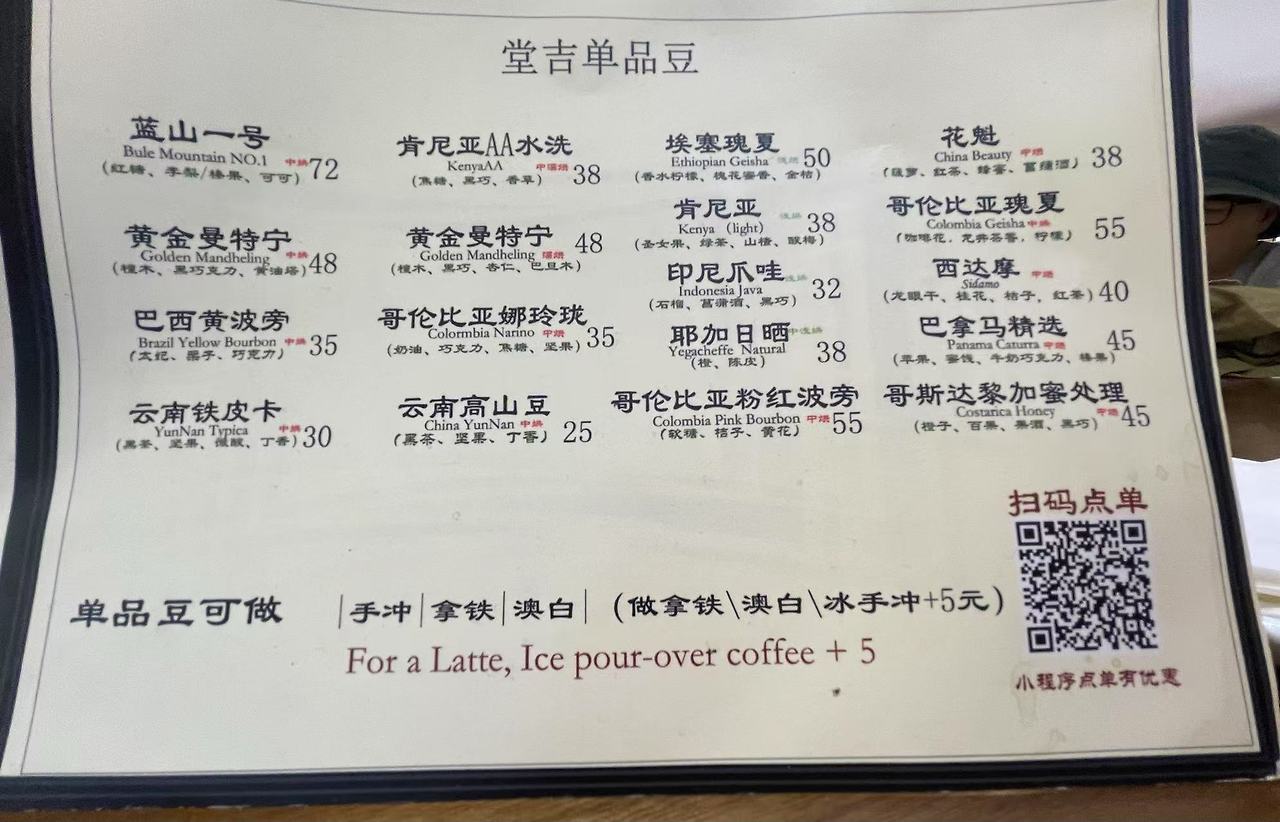 堂吉单品豆
蓝山一号
Bule Mountain NO.1 中烘
(红糖、李梨/榛果、可可) 72
黄金曼特宁
Golden Mandheling 中烘
(檀木、黑巧克力、黄油塔) 48
巴西黄波旁
Brazil Yellow Bourbon 中烘
(太妃、栗子、巧克力) 35
云南铁皮卡
YunNan Typica 中烘
(黑茶、坚果、微酸、丁香) 30
肯尼亚AA水洗
KenyaAA 中深烘
(焦糖、黑巧、香草) 38
黄金曼特宁
Golden Mandheling 深烘
(檀木、黑巧、杏仁、巴旦木) 48
哥伦比亚娜玲珑
Colormbia Narino 中烘
(奶油、巧克力、焦糖、坚果) 35
云南高山豆
China YunNan 中烘
(黑茶、坚果、丁香) 25
埃塞瑰夏
Ethiopian Geisha 浅烘
(香水柠檬、槐花蜜香、金桔) 50
肯尼亚
Kenya (light) 浅烘
(圣女果、绿茶、山楂、酸梅) 38
印尼爪哇
Indonesia Java 浅烘
(石榴、菖蒲酒、黑巧) 32
耶加日晒
Yegacheffe Natural 中浅烘
(橙、陈皮) 38
哥伦比亚粉红波旁
Colombia Pink Bourbon 中烘
(软糖、桔子、黄花) 55
花魁
China Beauty 中烘
(菠萝、红茶、蜂蜜、菖蒲酒) 38
哥伦比亚瑰夏
Colombia Geisha 中烘
(咖啡花，龙井茶香，柠檬) 55
西达摩
Sidamo 中烘
(龙眼干、桂花、桔子、红茶) 40
巴拿马精选
Panama Caturra 中烘
(苹果、蜜饯、牛奶巧克力、榛果) 45
哥斯达黎加蜜处理
Costarica Honey 中烘
(橙子、百果、果酒、黑巧) 45
扫码点单
单品豆可做 |手冲|拿铁|澳白| (做拿铁\澳白\冰手冲+5元)
For a Latte, Ice pour-over coffee + 5
小程序点单有优惠